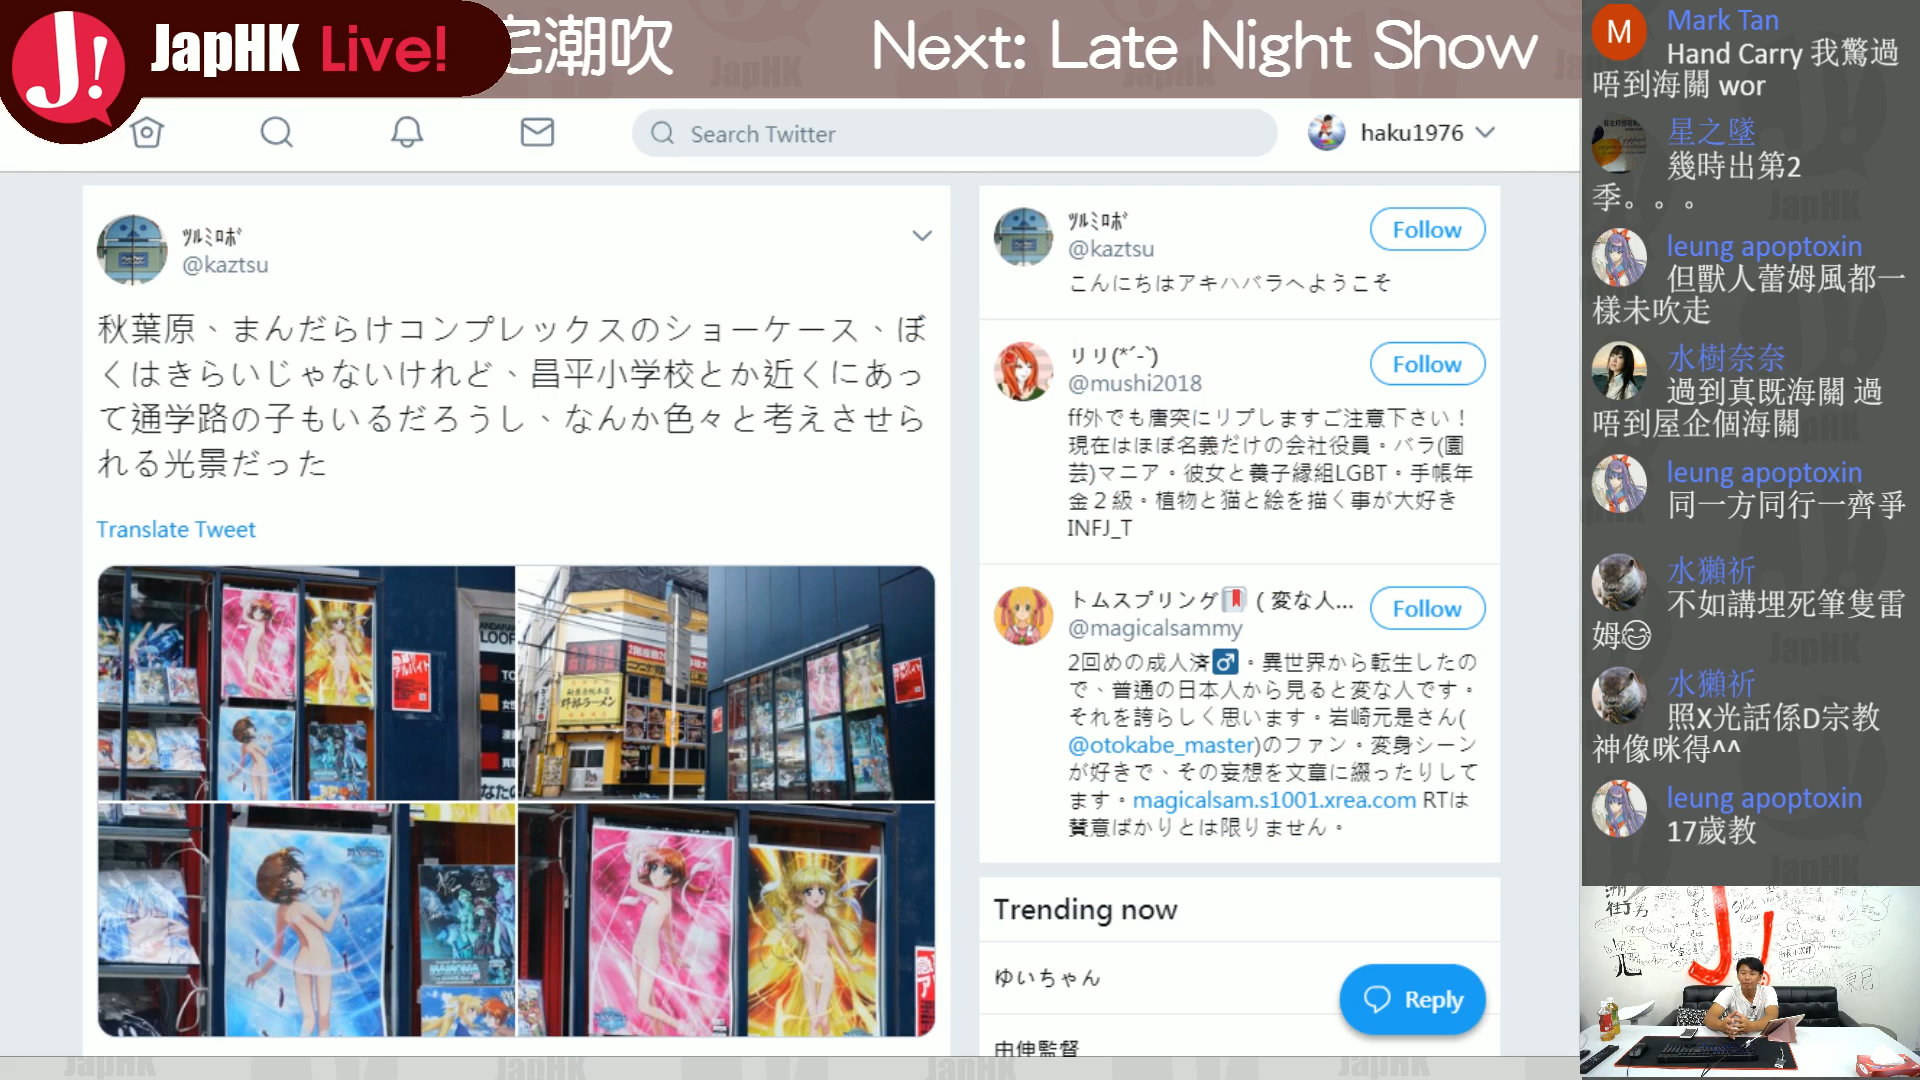 JapHK Live!
宅潮吹
Next: Late Night Show
Search Twitter
haku1976
ﾂﾙﾐﾛﾎﾞ
@kaztsu
秋葉原、まんだらけコンプレックスのショーケース、ぼ
くはきらいじゃないけれど、昌平小学校とか近くにあっ
て通学路の子もいるだろうし、なんか色々と考えさせら
れる光景だった
Translate Tweet
アルバイト
野郎ラーメン
ﾂﾙﾐﾛﾎﾞ
@kaztsu
Follow
こんにちはアキハバラへようこそ
リリ(*´-`)
@mushi2018
Follow
ff外でも唐突にリプしますご注意下さい！
現在はほぼ名義だけの会社役員。バラ(園
芸)マニア。彼女と養子縁組LGBT。手帳年
金２級。植物と猫と絵を描く事が大好き
INFJ_T
トムスプリング ( 変な人...
@magicalsammy
Follow
2回めの成人済♂。異世界から転生したの
で、普通の日本人から見ると変な人です。
それを誇らしく思います。岩崎元是さん(
@otokabe_master)のファン。変身シーン
が好きで、その妄想を文章に綴ったりして
ます。magicalsam.s1001.xrea.com RTは
賛意ばかりとは限りません。
Trending now
ゆいちゃん
由伸監督
Reply
M
Mark Tan
Hand Carry 我驚過
唔到海關 wor
星之墜
幾時出第2
季。。。
leung apoptoxin
但獸人蕾姆風都一
樣未吹走
水樹奈奈
過到真既海關 過
唔到屋企個海關
leung apoptoxin
同一方同行一齊爭
水獺祈
不如講埋死筆隻雷
姆😅
水獺祈
照X光話係D宗教
神像咪得^^
leung apoptoxin
17歲教